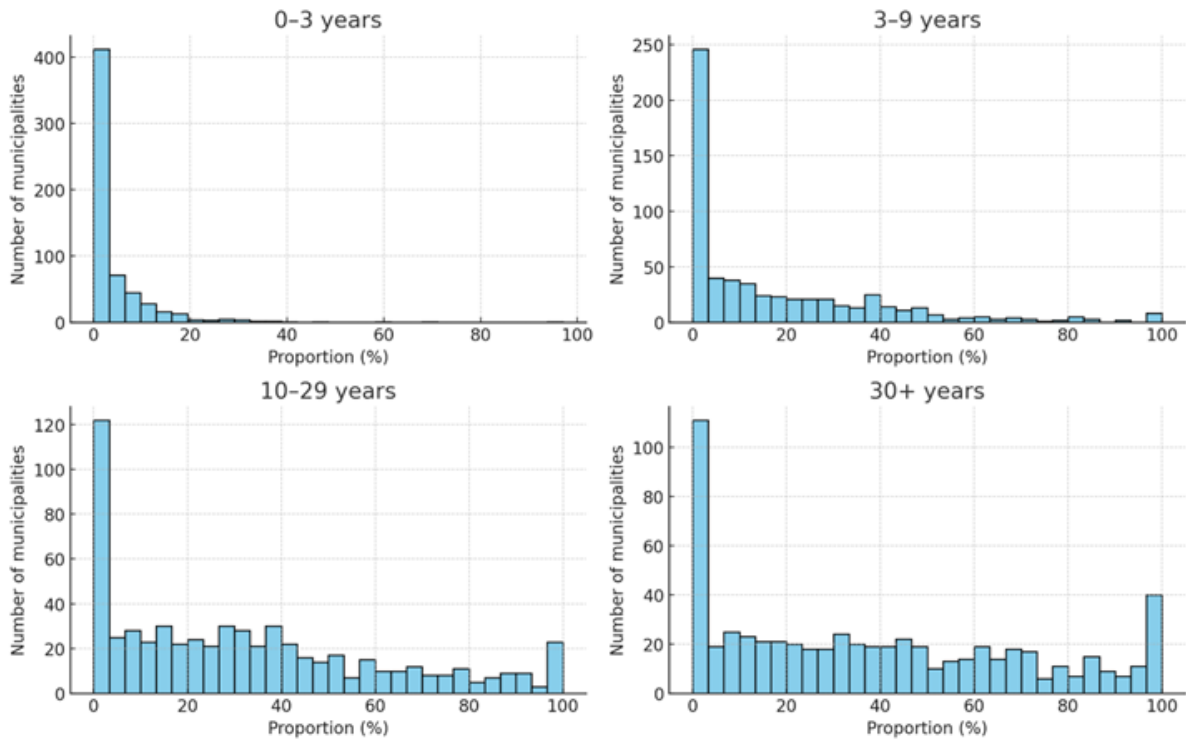 0–3 years
Number of municipalities
400
300
200
100
0
0 20 40 60 80 100
Proportion (%)
3–9 years
Number of municipalities
250
200
150
100
50
0
0 20 40 60 80 100
Proportion (%)
10–29 years
Number of municipalities
120
100
80
60
40
20
0
0 20 40 60 80 100
Proportion (%)
30+ years
Number of municipalities
100
80
60
40
20
0
0 20 40 60 80 100
Proportion (%)